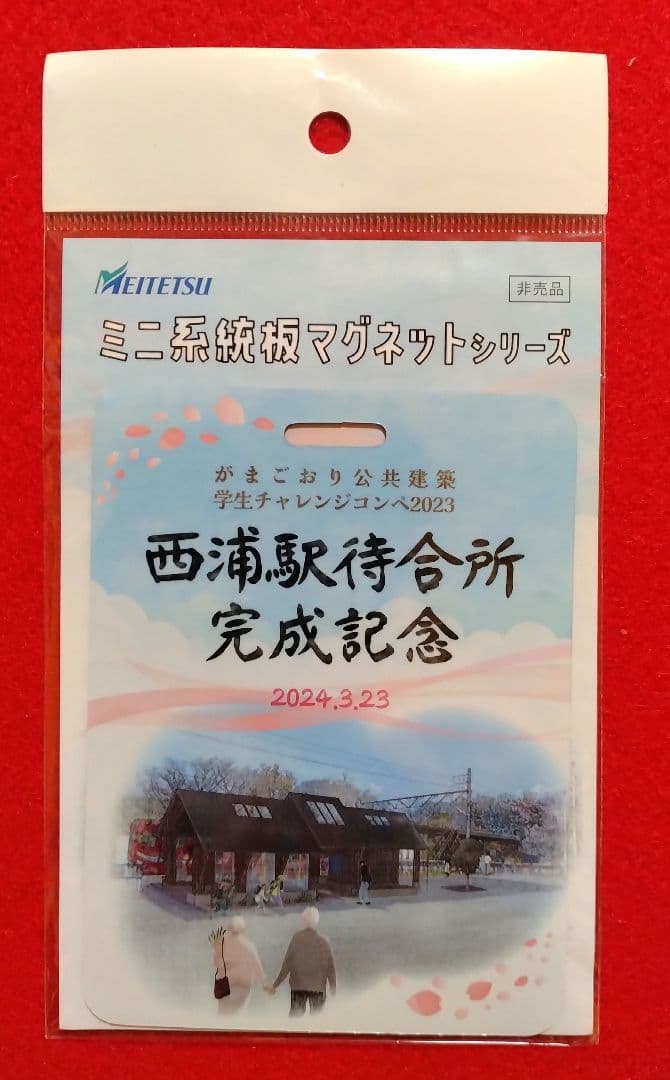 MEITETSU
非売品
ミニ系統板マグネットシリーズ
がまごおり公共建築
学生チャレンジコンペ2023
西浦駅待合所
完成記念
2024.3.23